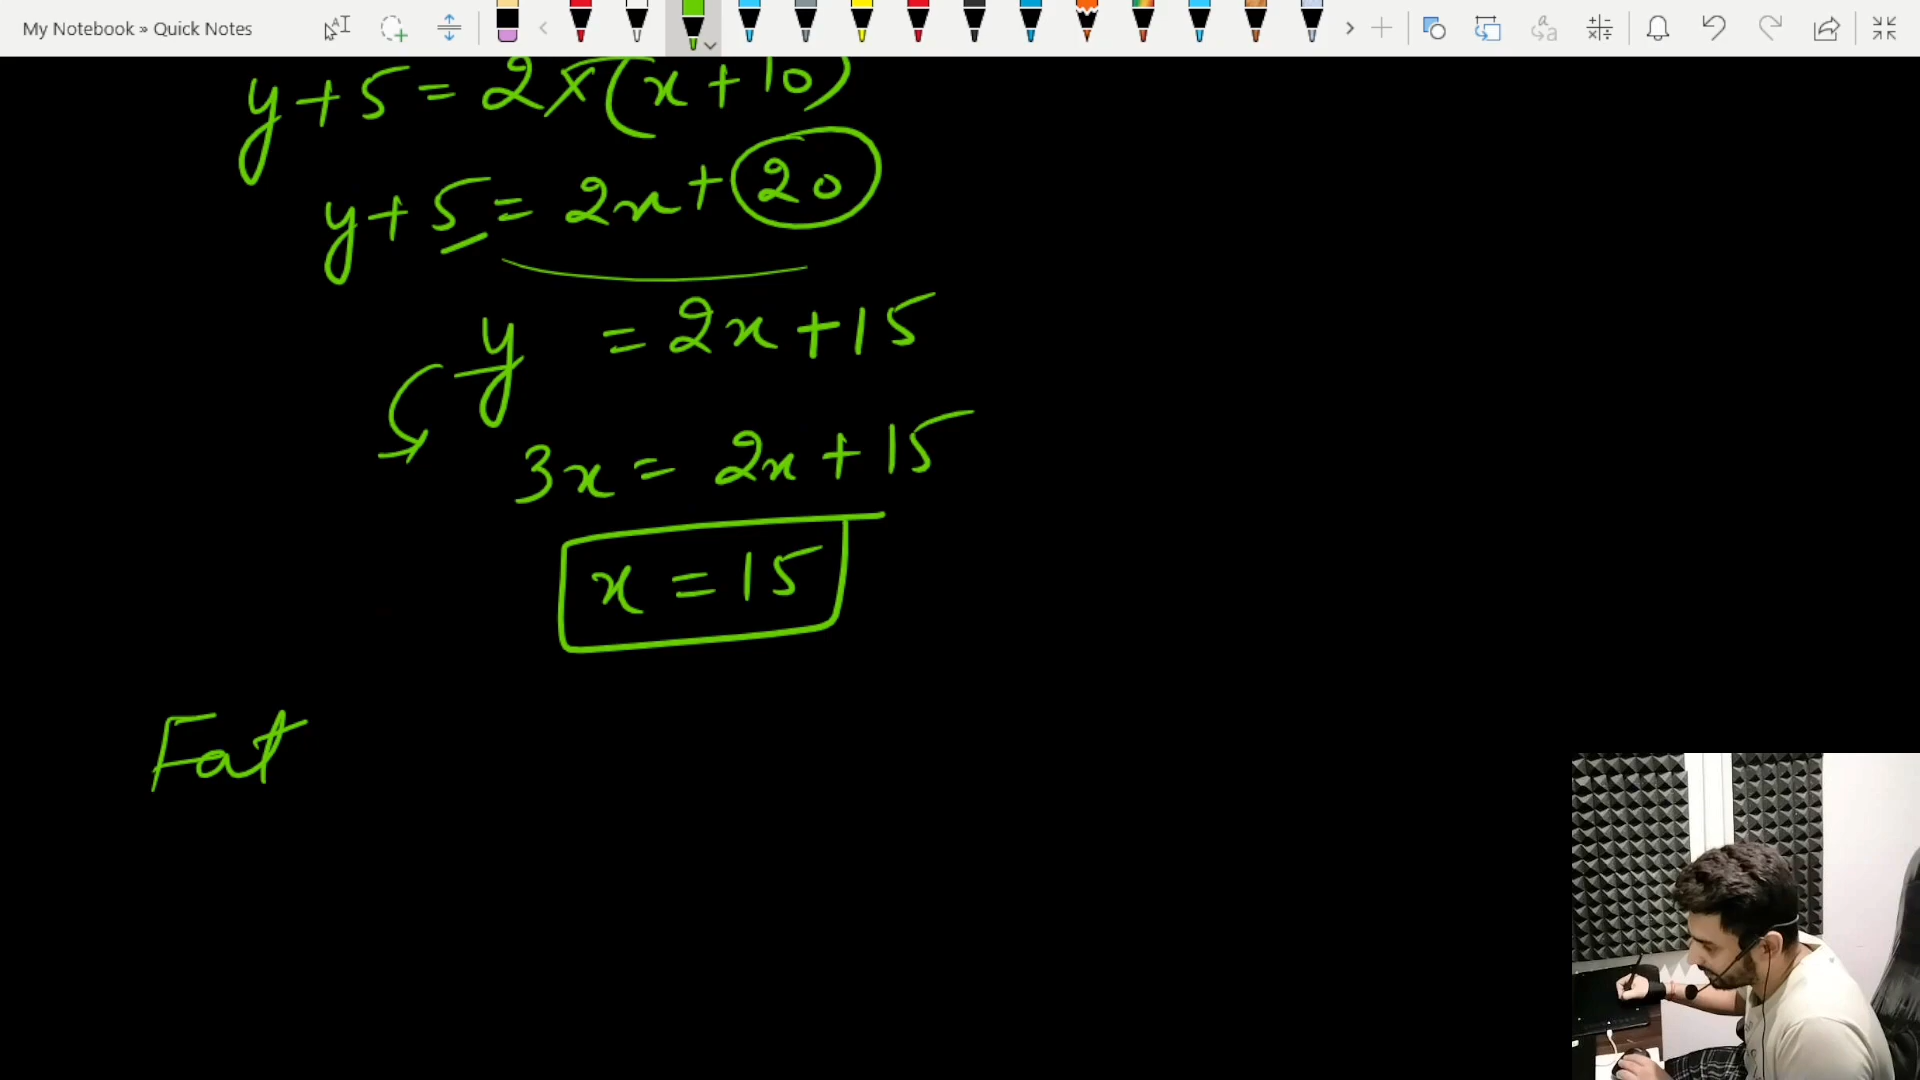 My Notebook » Quick Notes
y + 5 = 2 × (x + 10)
y + 5 = 2x + 20
y = 2x + 15
3x = 2x + 15
x = 15
Fat